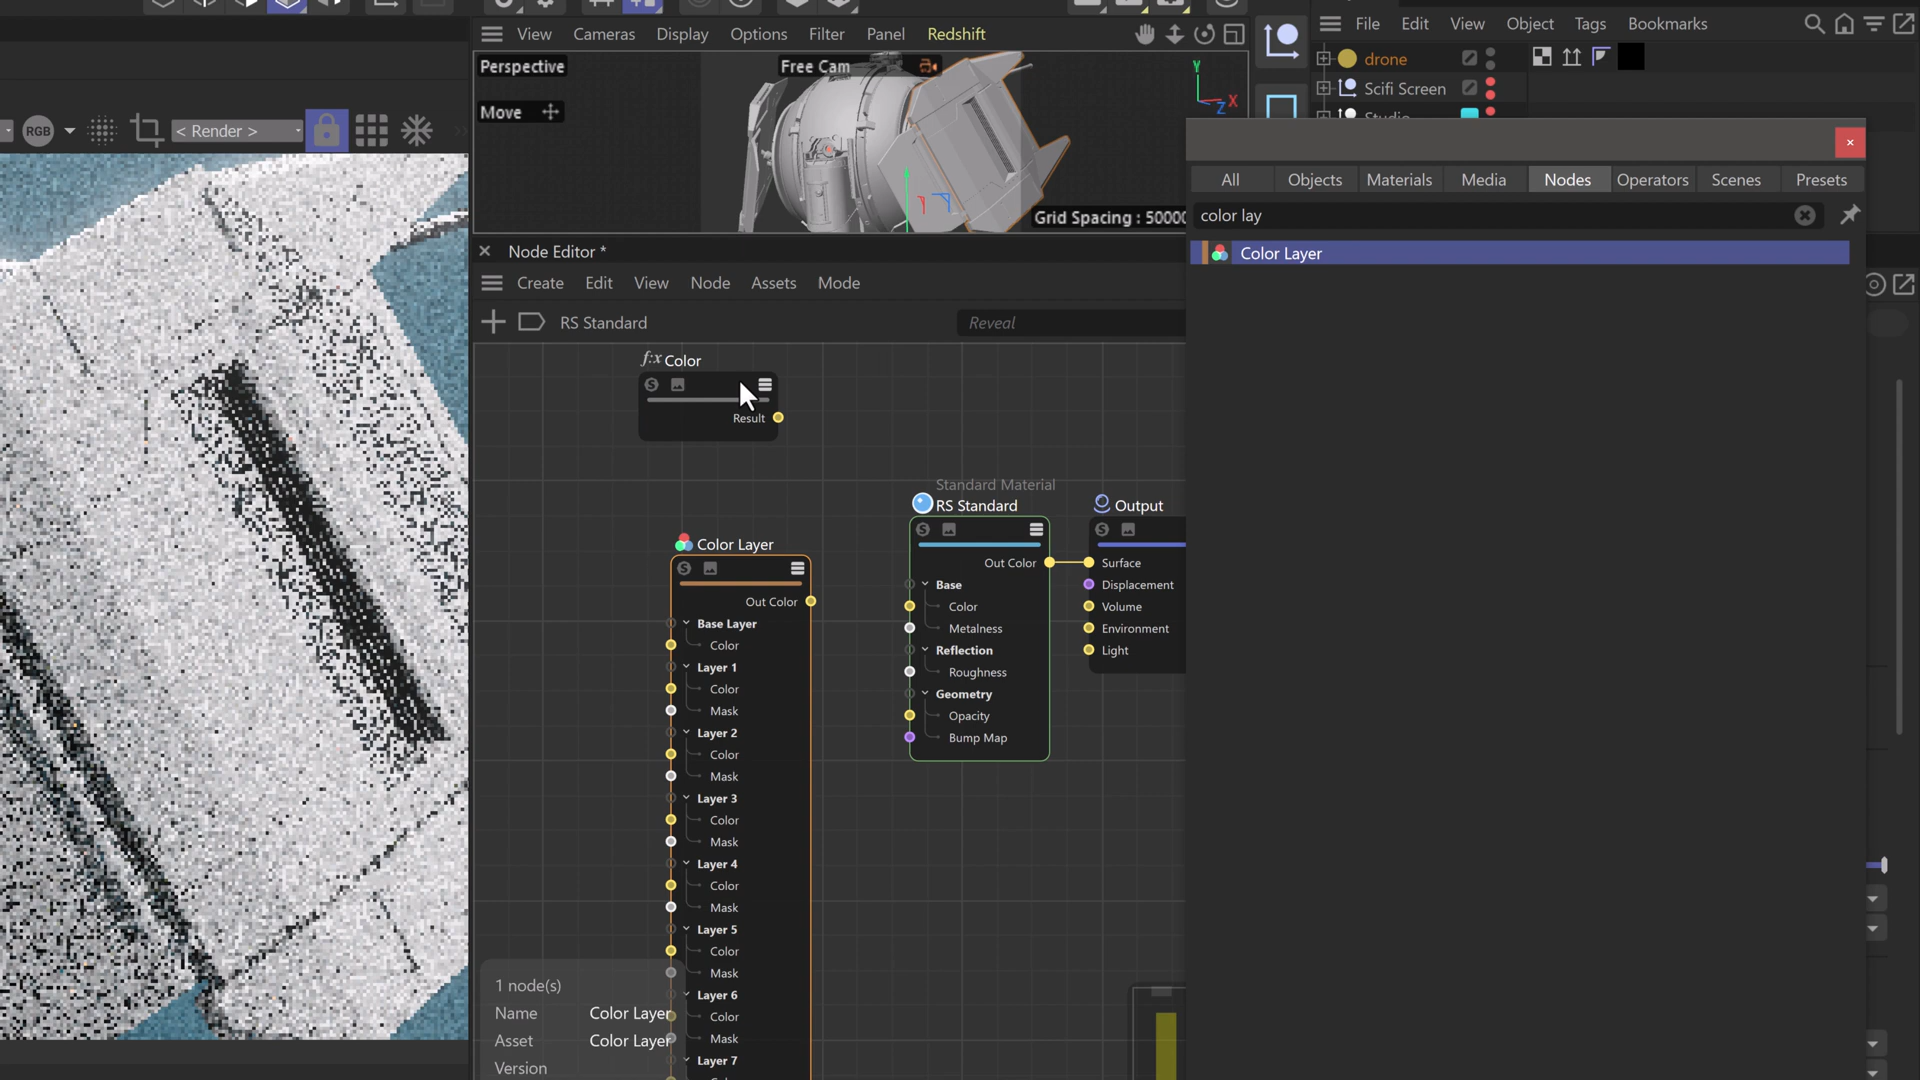 View Cameras Display Options Filter Panel Redshift
File Edit View Object Tags Bookmarks
Perspective
Free Cam
Y
X
Z
drone
Scifi Screen
Studio
Move
RGB
< Render >
Grid Spacing : 50000
All Objects Materials Media Nodes Operators Scenes Presets
color lay
Color Layer
Node Editor *
Create Edit View Node Assets Mode
RS Standard
Reveal
f:x Color
Result
Standard Material
RS Standard
Output
Color Layer
Out Color
Surface
Base
Displacement
Color
Volume
Metalness
Environment
Reflection
Light
Roughness
Geometry
Opacity
Bump Map
Out Color
Base Layer
Color
Layer 1
Color
Mask
Layer 2
Color
Mask
Layer 3
Color
Mask
Layer 4
Color
Mask
Layer 5
Color
Mask
Layer 6
Color
Mask
Layer 7
1 node(s)
Name Color Layer
Asset Color Layer
Version